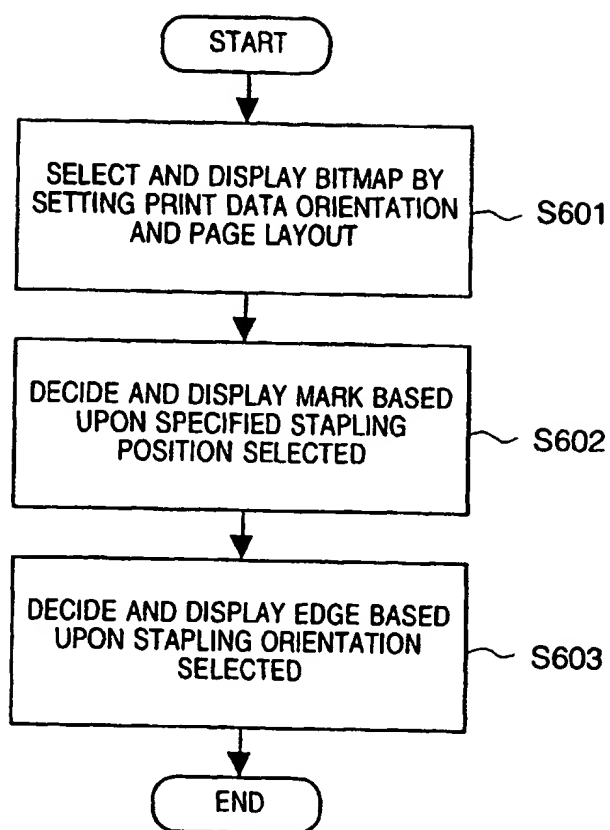 START
SELECT AND DISPLAY BITMAP BY
SETTING PRINT DATA ORIENTATION
AND PAGE LAYOUT
S601
DECIDE AND DISPLAY MARK BASED
UPON SPECIFIED STAPLING
POSITION SELECTED
S602
DECIDE AND DISPLAY EDGE BASED
UPON STAPLING ORIENTATION
SELECTED
S603
END